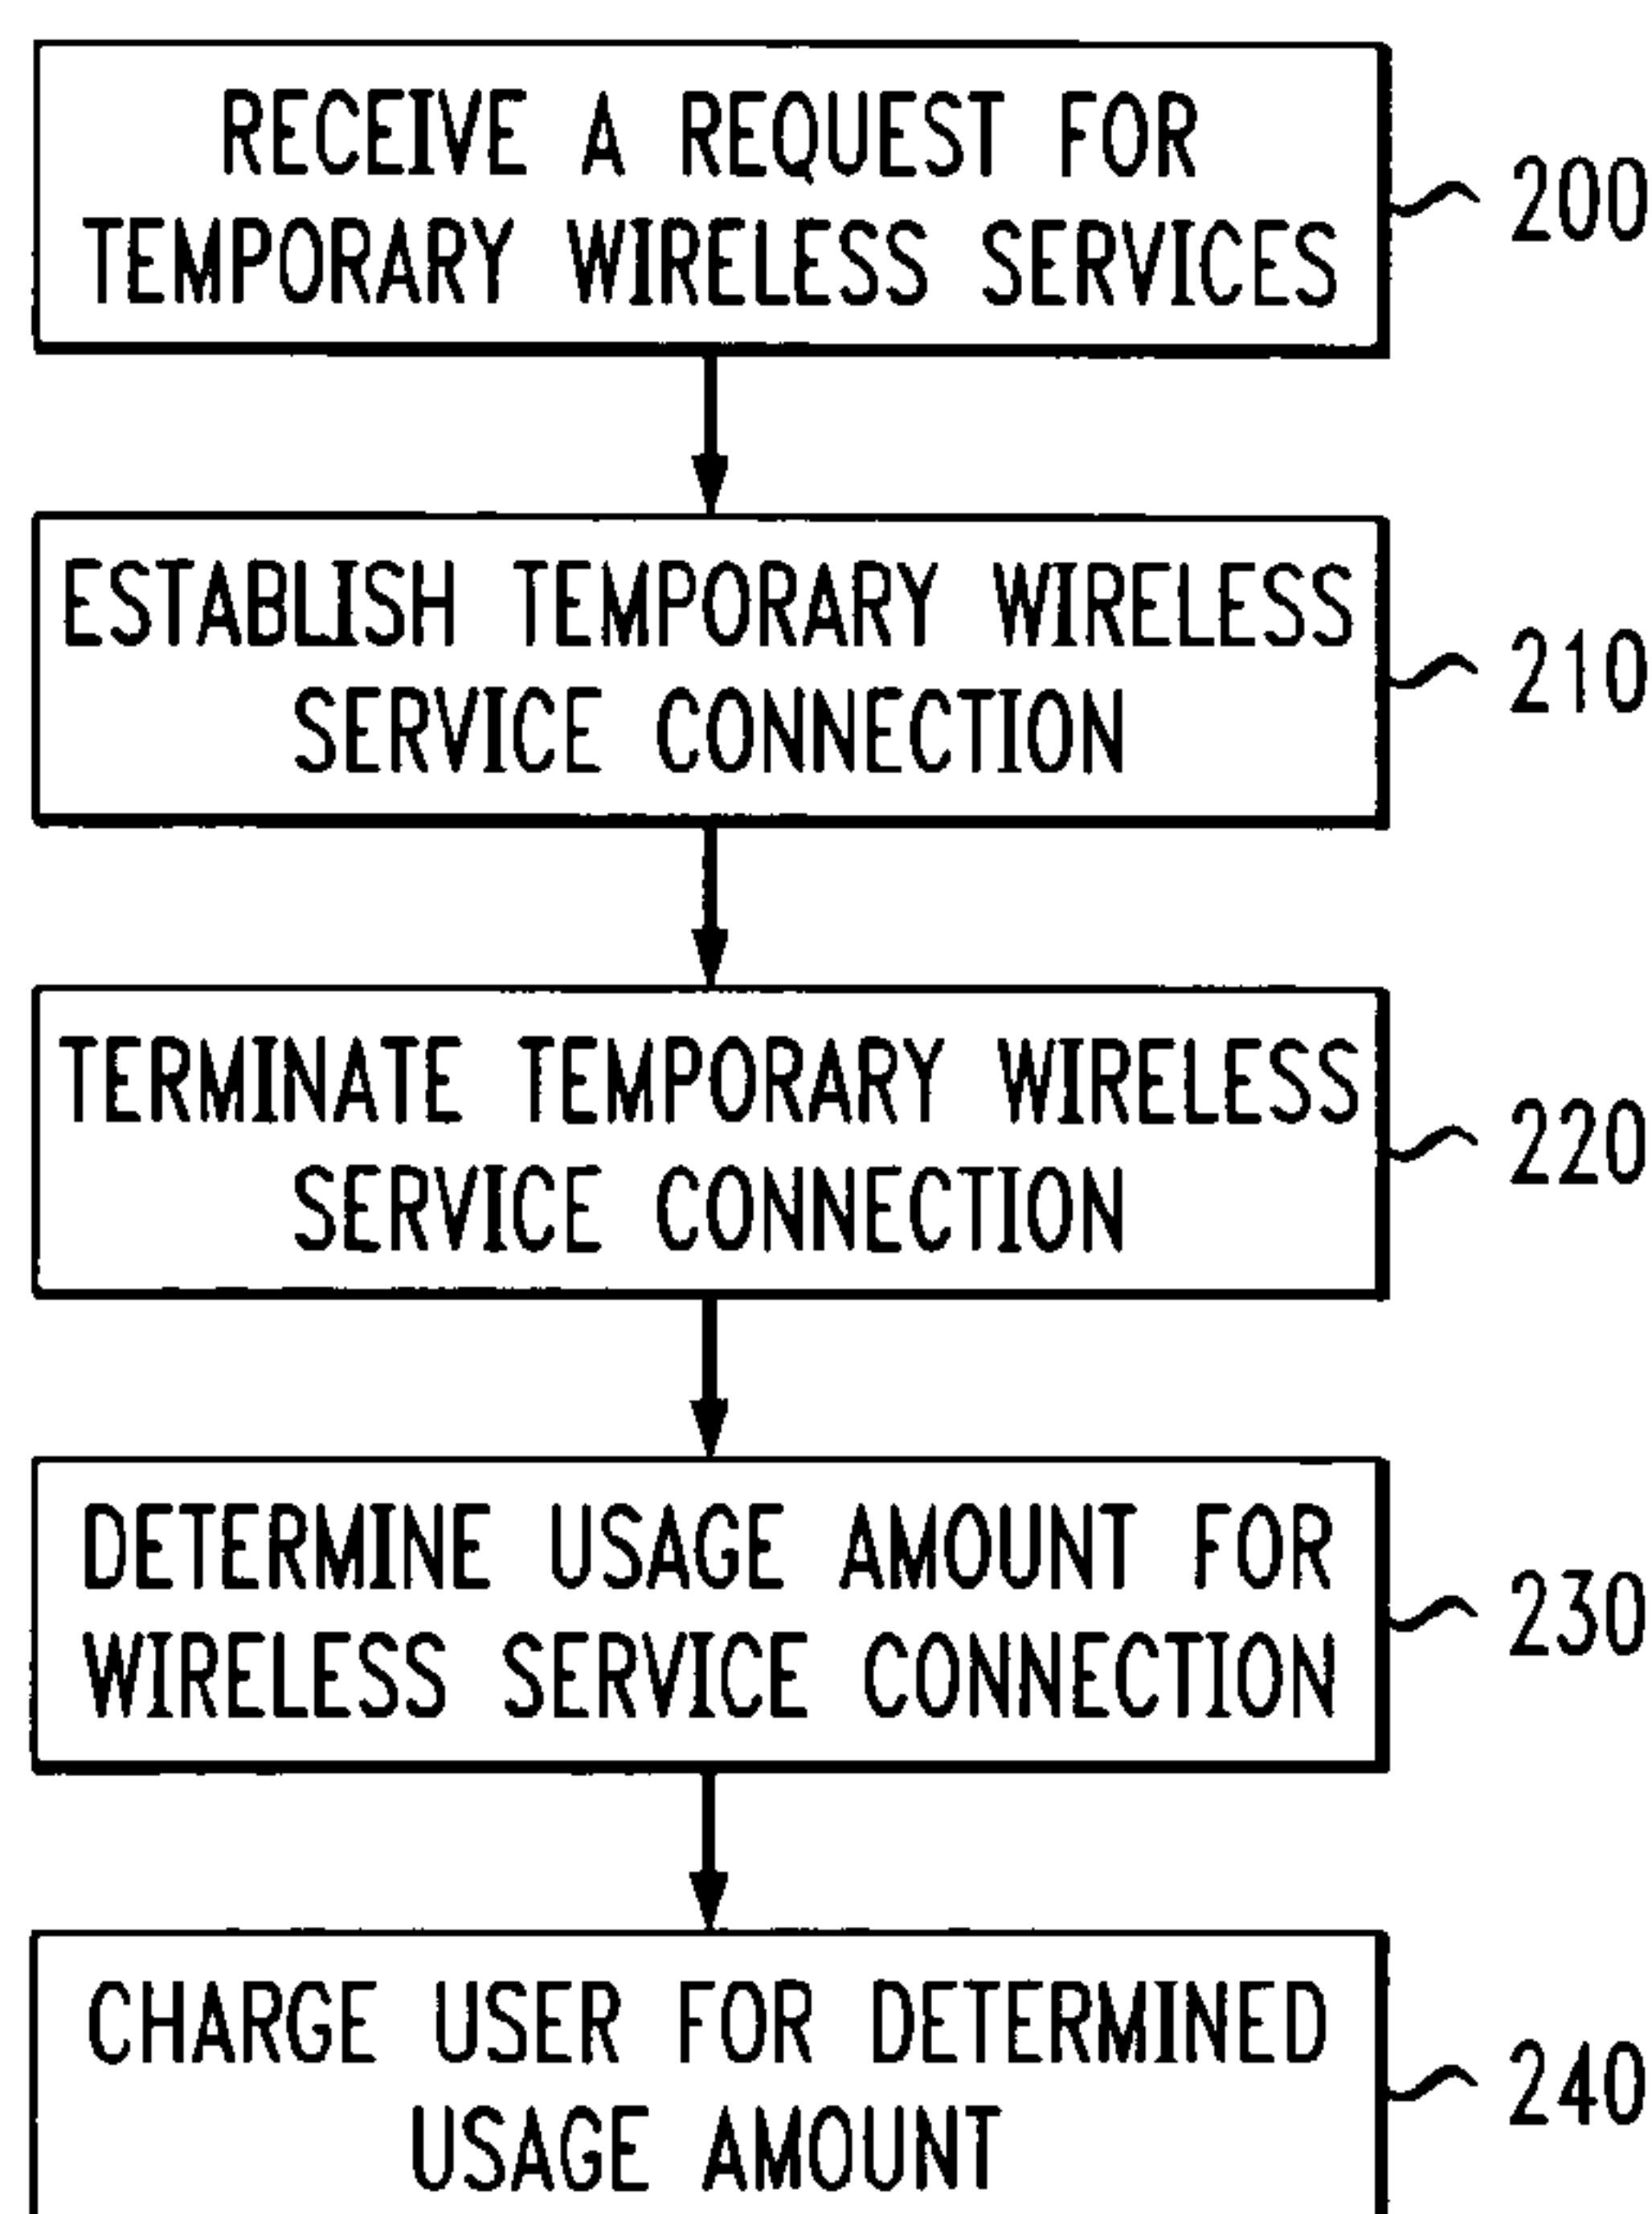 RECEIVE A REQUEST FOR
TEMPORARY WIRELESS SERVICES
200
ESTABLISH TEMPORARY WIRELESS
SERVICE CONNECTION
210
TERMINATE TEMPORARY WIRELESS
SERVICE CONNECTION
220
DETERMINE USAGE AMOUNT FOR
WIRELESS SERVICE CONNECTION
230
CHARGE USER FOR DETERMINED
USAGE AMOUNT
240